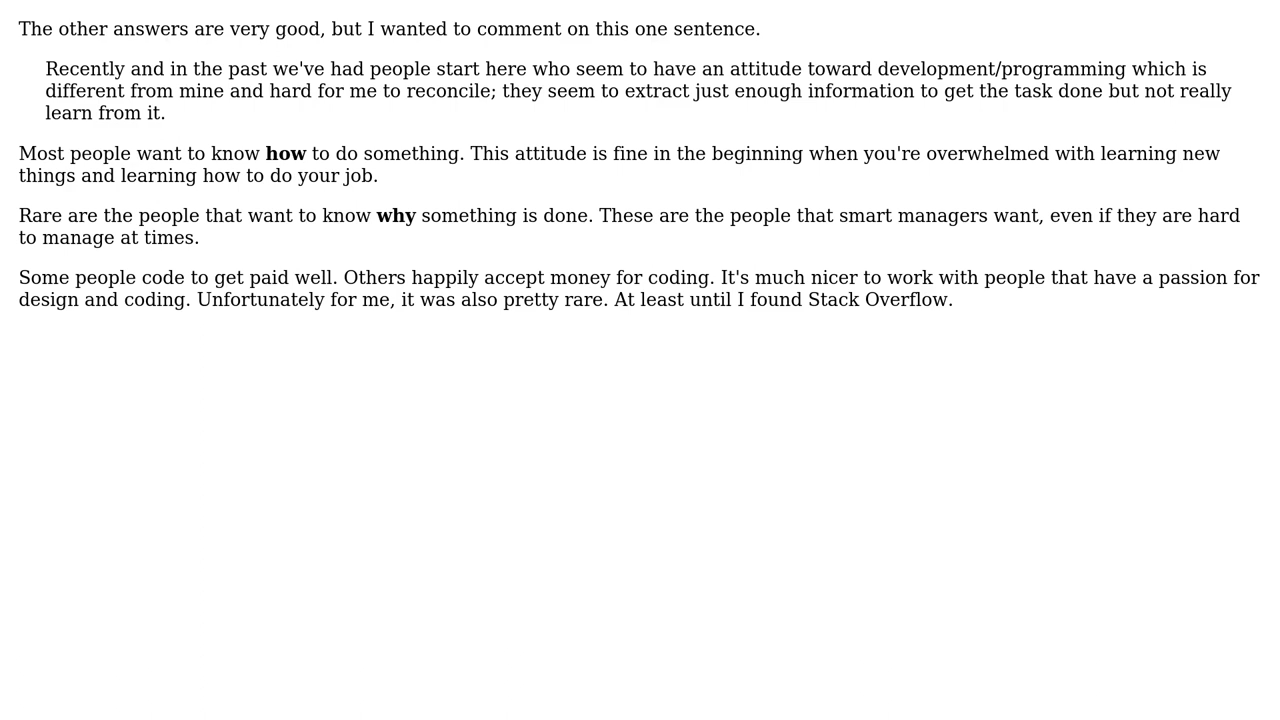 The other answers are very good, but I wanted to comment on this one sentence.
Recently and in the past we've had people start here who seem to have an attitude toward development/programming which is
different from mine and hard for me to reconcile; they seem to extract just enough information to get the task done but not really
learn from it.
Most people want to know how to do something. This attitude is fine in the beginning when you're overwhelmed with learning new
things and learning how to do your job.
Rare are the people that want to know why something is done. These are the people that smart managers want, even if they are hard
to manage at times.
Some people code to get paid well. Others happily accept money for coding. It's much nicer to work with people that have a passion for
design and coding. Unfortunately for me, it was also pretty rare. At least until I found Stack Overflow.